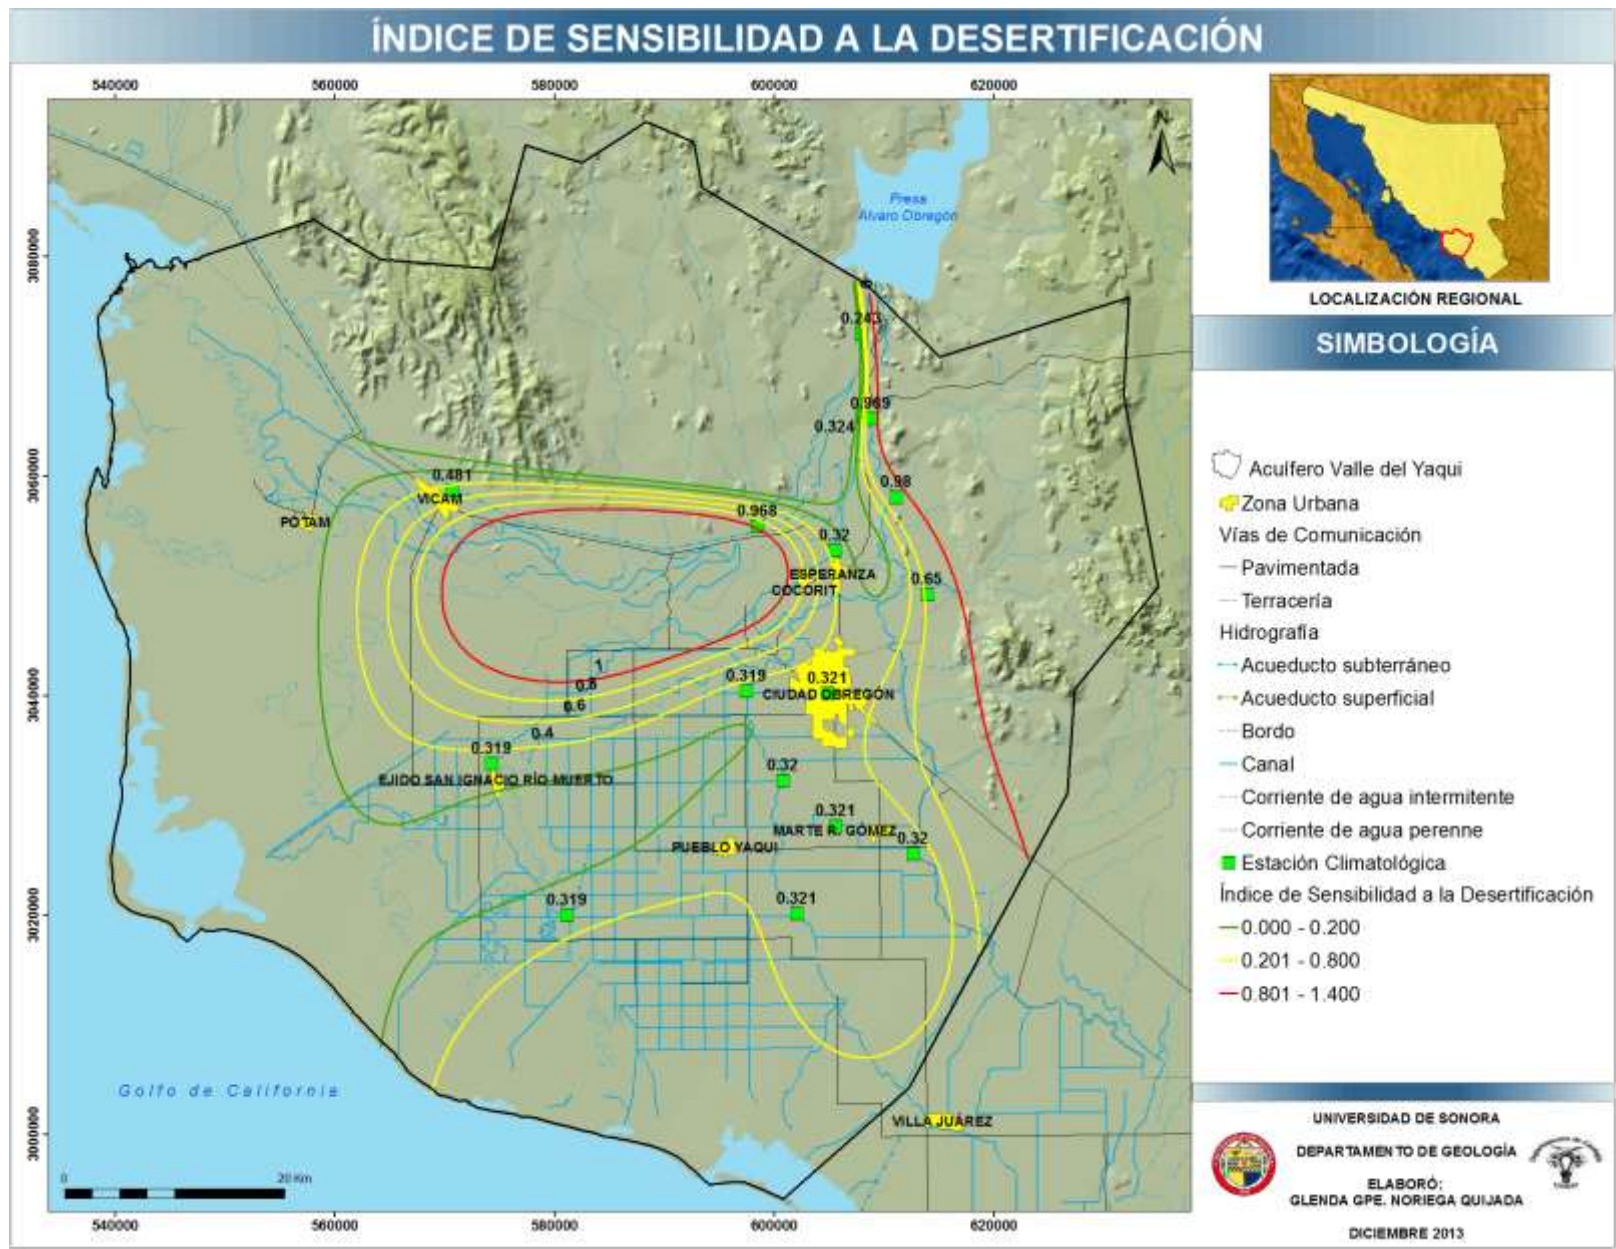 ÍNDICE DE SENSIBILIDAD A LA DESERTIFICACIÓN
540000
560000
580000
600000
620000
3080000
3060000
3040000
3020000
3000000
Presa
Alvaro Obregón
0.243
0.969
0.324
0.481
VICAM
0.98
PÓTAM
0.968
0.32
ESPERANZA
COCORIT
0.65
1
0.8
0.6
0.4
0.319
0.321
CIUDAD OBREGÓN
0.319
EJIDO SAN IGNACIO RÍO MUERTO
0.32
0.321
MARTE R. GÓMEZ
0.32
PUEBLO YAQUI
0.319
0.321
Golfo de California
VILLA JUÁREZ
0
20 Km
540000
560000
580000
600000
620000
LOCALIZACIÓN REGIONAL
SIMBOLOGÍA
Acuífero Valle del Yaqui
Zona Urbana
Vías de Comunicación
Pavimentada
Terracería
Hidrografía
Acueducto subterráneo
Acueducto superficial
Bordo
Canal
Corriente de agua intermitente
Corriente de agua perenne
Estación Climatológica
Índice de Sensibilidad a la Desertificación
0.000 - 0.200
0.201 - 0.800
0.801 - 1.400
UNIVERSIDAD DE SONORA
DEPARTAMENTO DE GEOLOGÍA
ELABORÓ:
GLENDA GPE. NORIEGA QUIJADA
DICIEMBRE 2013